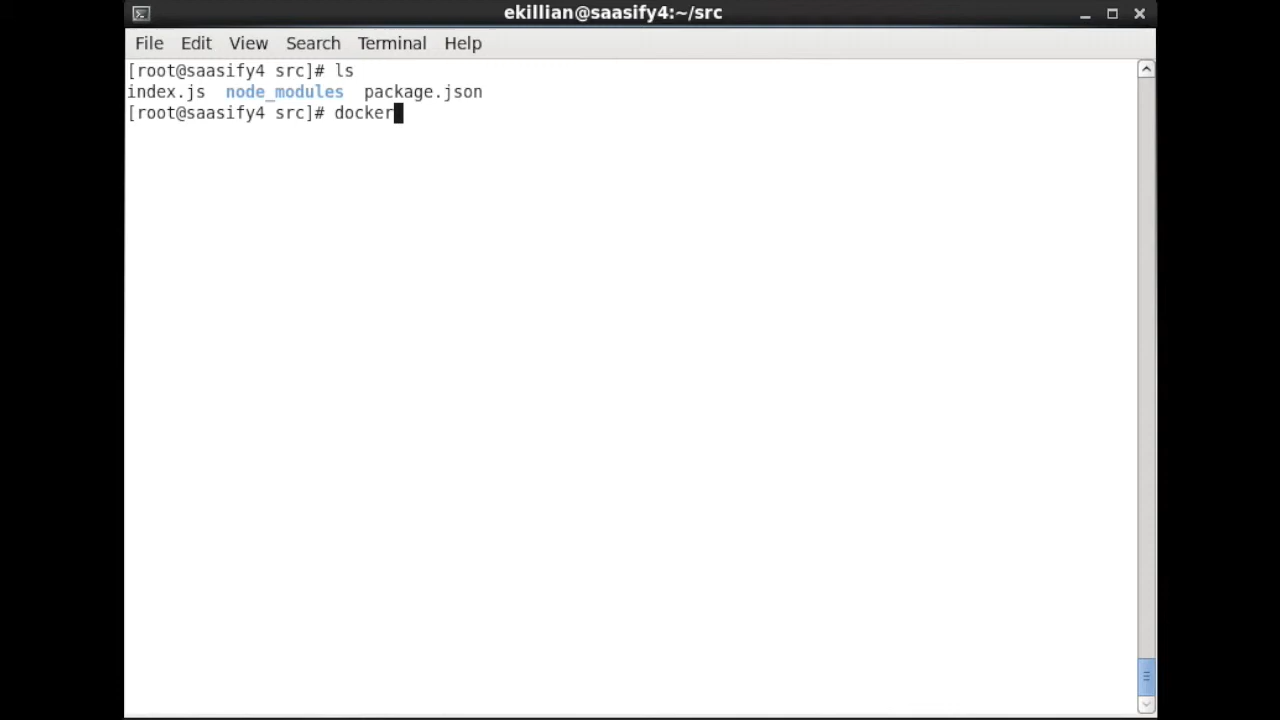 ekillian@saasify4:~/src
File Edit View Search Terminal Help
[root@saasify4 src]# ls
index.js node_modules package.json
[root@saasify4 src]# docker